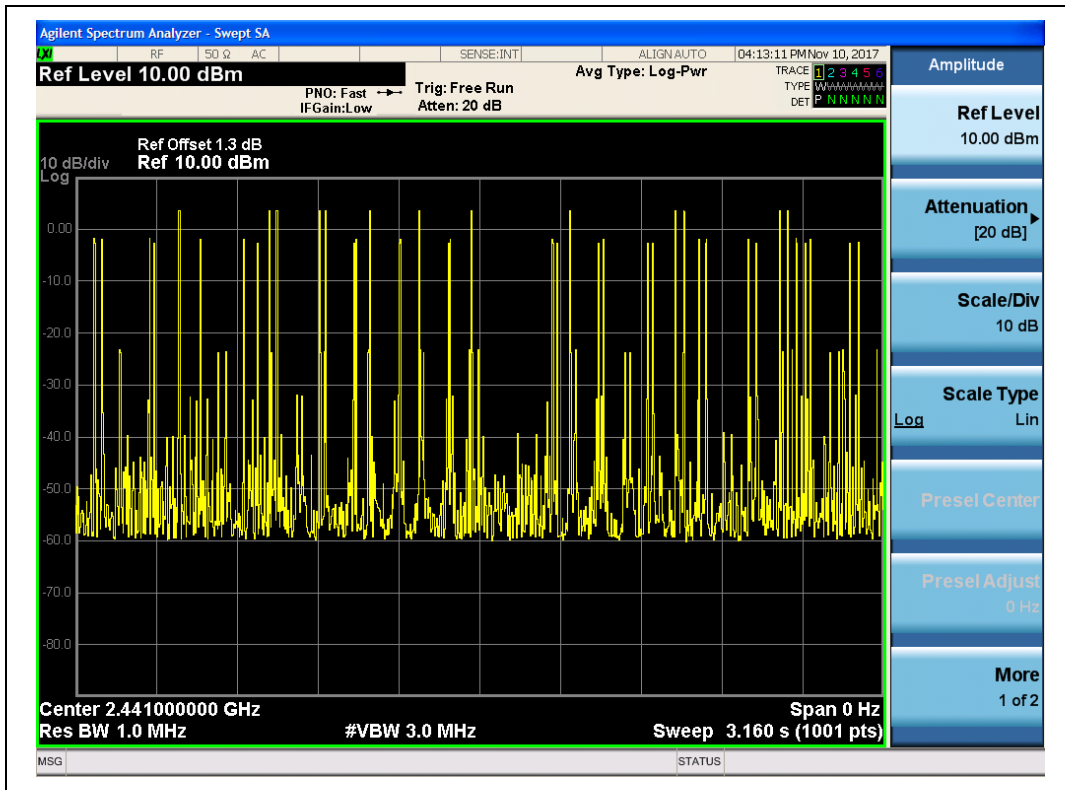 Agilent Spectrum Analyzer - Swept SA
LXI RF 50 Ω AC SENSE:INT ALIGN AUTO 04:13:11 PM Nov 10, 2017
Ref Level 10.00 dBm
PNO: Fast
IFGain:Low
Trig: Free Run
Atten: 20 dB
Avg Type: Log-Pwr
TRACE 1 2 3 4 5 6
TYPE WWWWWW
DET P N N N N N
Ref Offset 1.3 dB
10 dB/div Ref 10.00 dBm
Log
0.00
-10.0
-20.0
-30.0
-40.0
-50.0
-60.0
-70.0
-80.0
Center 2.441000000 GHz Span 0 Hz
Res BW 1.0 MHz #VBW 3.0 MHz Sweep 3.160 s (1001 pts)
MSG STATUS
Amplitude
Ref Level
10.00 dBm
Attenuation
[20 dB]
Scale/Div
10 dB
Scale Type
Log Lin
Presel Center
Presel Adjust
0 Hz
More
1 of 2